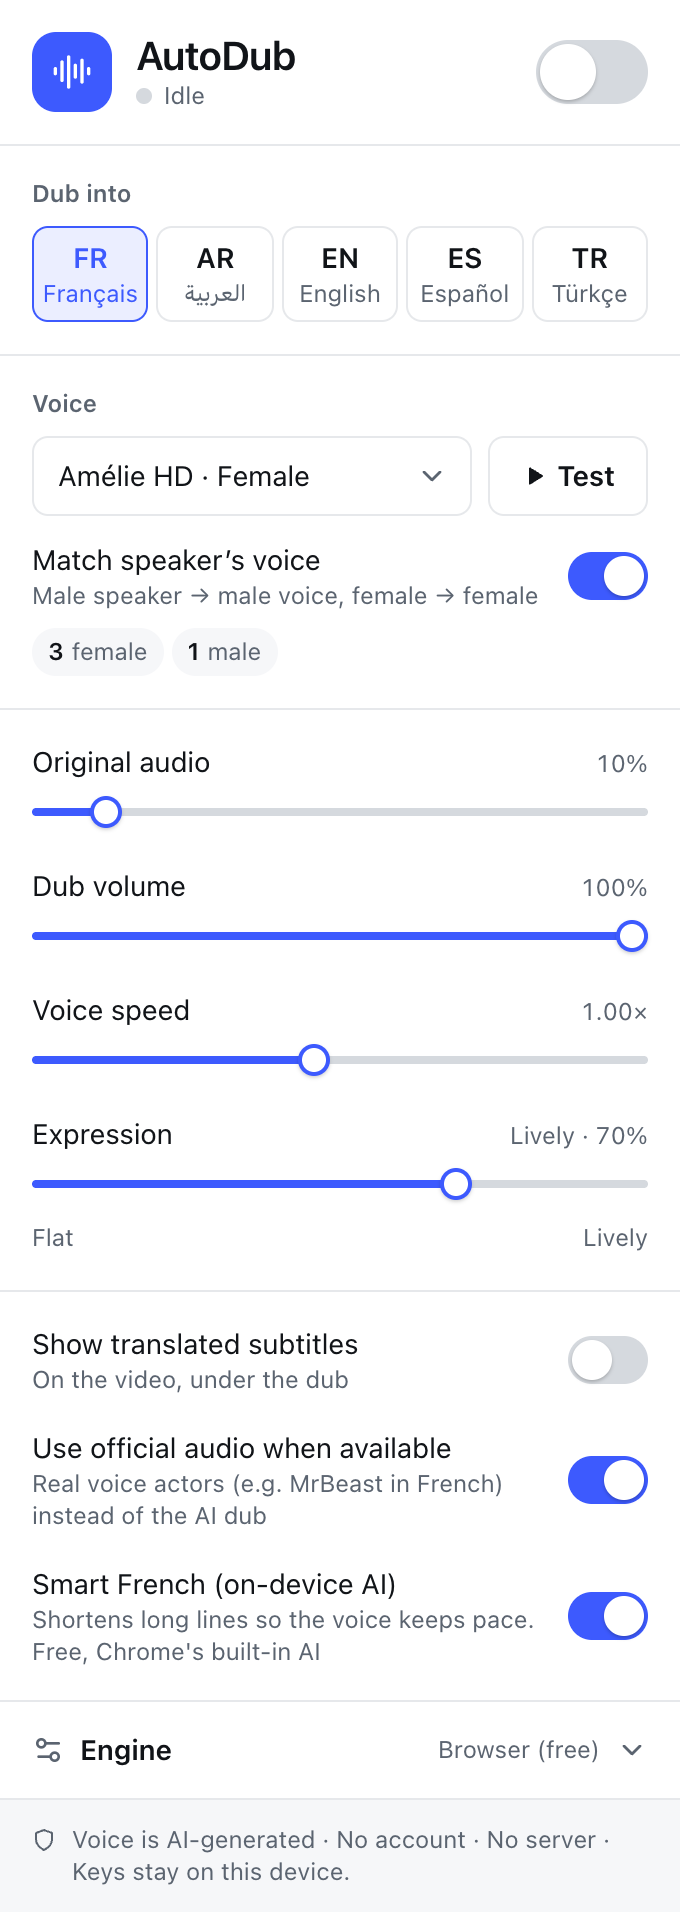 AutoDub
Idle
Dub into
FR
Français
AR
العربية
EN
English
ES
Español
TR
Türkçe
Voice
Amélie HD · Female
Test
Match speaker’s voice
Male speaker → male voice, female → female
3 female
1 male
Original audio
10%
Dub volume
100%
Voice speed
1.00×
Expression
Lively · 70%
Flat
Lively
Show translated subtitles
On the video, under the dub
Use official audio when available
Real voice actors (e.g. MrBeast in French)
instead of the AI dub
Smart French (on-device AI)
Shortens long lines so the voice keeps pace.
Free, Chrome's built-in AI
Engine
Browser (free)
Voice is AI-generated · No account · No server ·
Keys stay on this device.